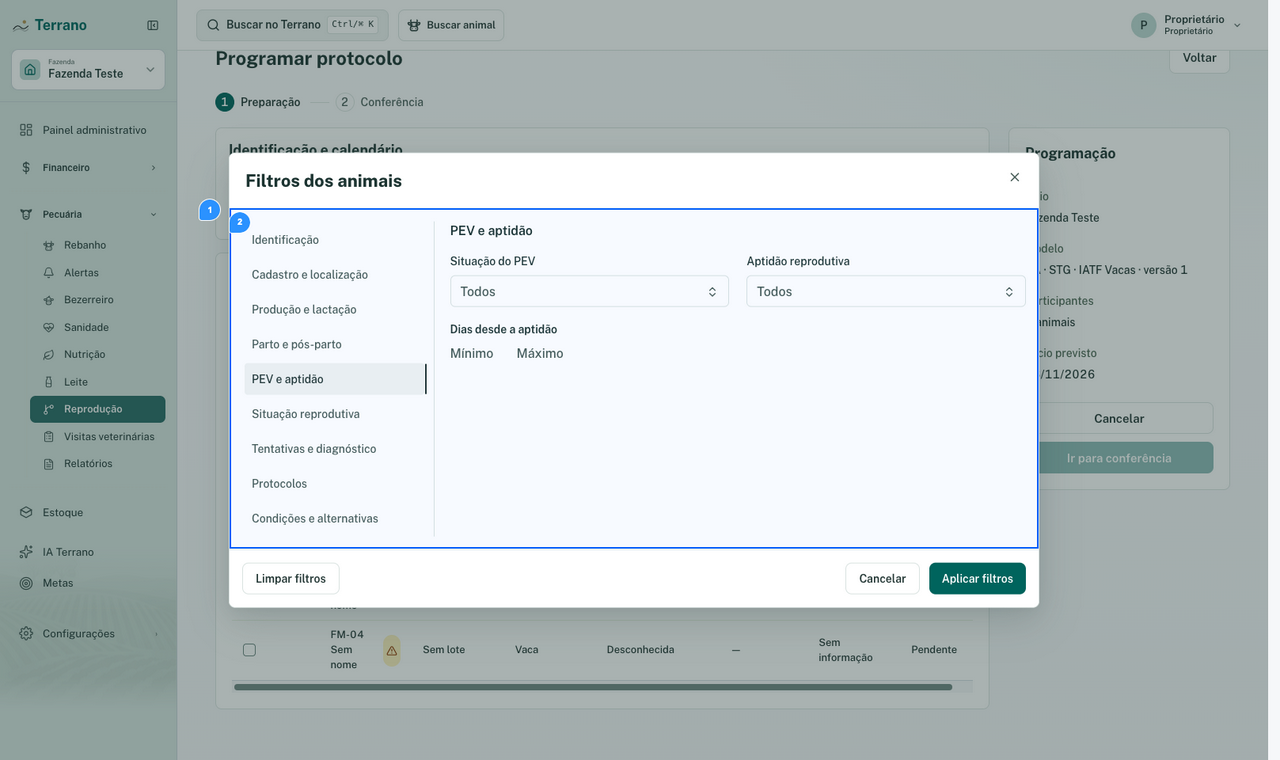 Terrano
Fazenda
Fazenda Teste
Painel administrativo
Financeiro
Pecuária
Rebanho
Alertas
Bezerreiro
Sanidade
Nutrição
Leite
Reprodução
Visitas veterinárias
Relatórios
Estoque
IA Terrano
Metas
Configurações
Buscar no Terrano Ctrl/⌘ K
Buscar animal
P
Proprietário
Proprietário
Programar protocolo
Voltar
1 Preparação
2 Conferência
Identificação e calendário
Filtros dos animais
1
2
Identificação
Cadastro e localização
Produção e lactação
Parto e pós-parto
PEV e aptidão
Situação reprodutiva
Tentativas e diagnóstico
Protocolos
Condições e alternativas
PEV e aptidão
Situação do PEV
Todos
Aptidão reprodutiva
Todos
Dias desde a aptidão
Mínimo Máximo
Limpar filtros
Cancelar
Aplicar filtros
FM-04
Sem
nome
Sem lote
Vaca
Desconhecida
—
Sem
informação
Pendente
Programação
zenda Teste
· STG · IATF Vacas · versão 1
animais
cio previsto
/11/2026
Cancelar
Ir para conferência